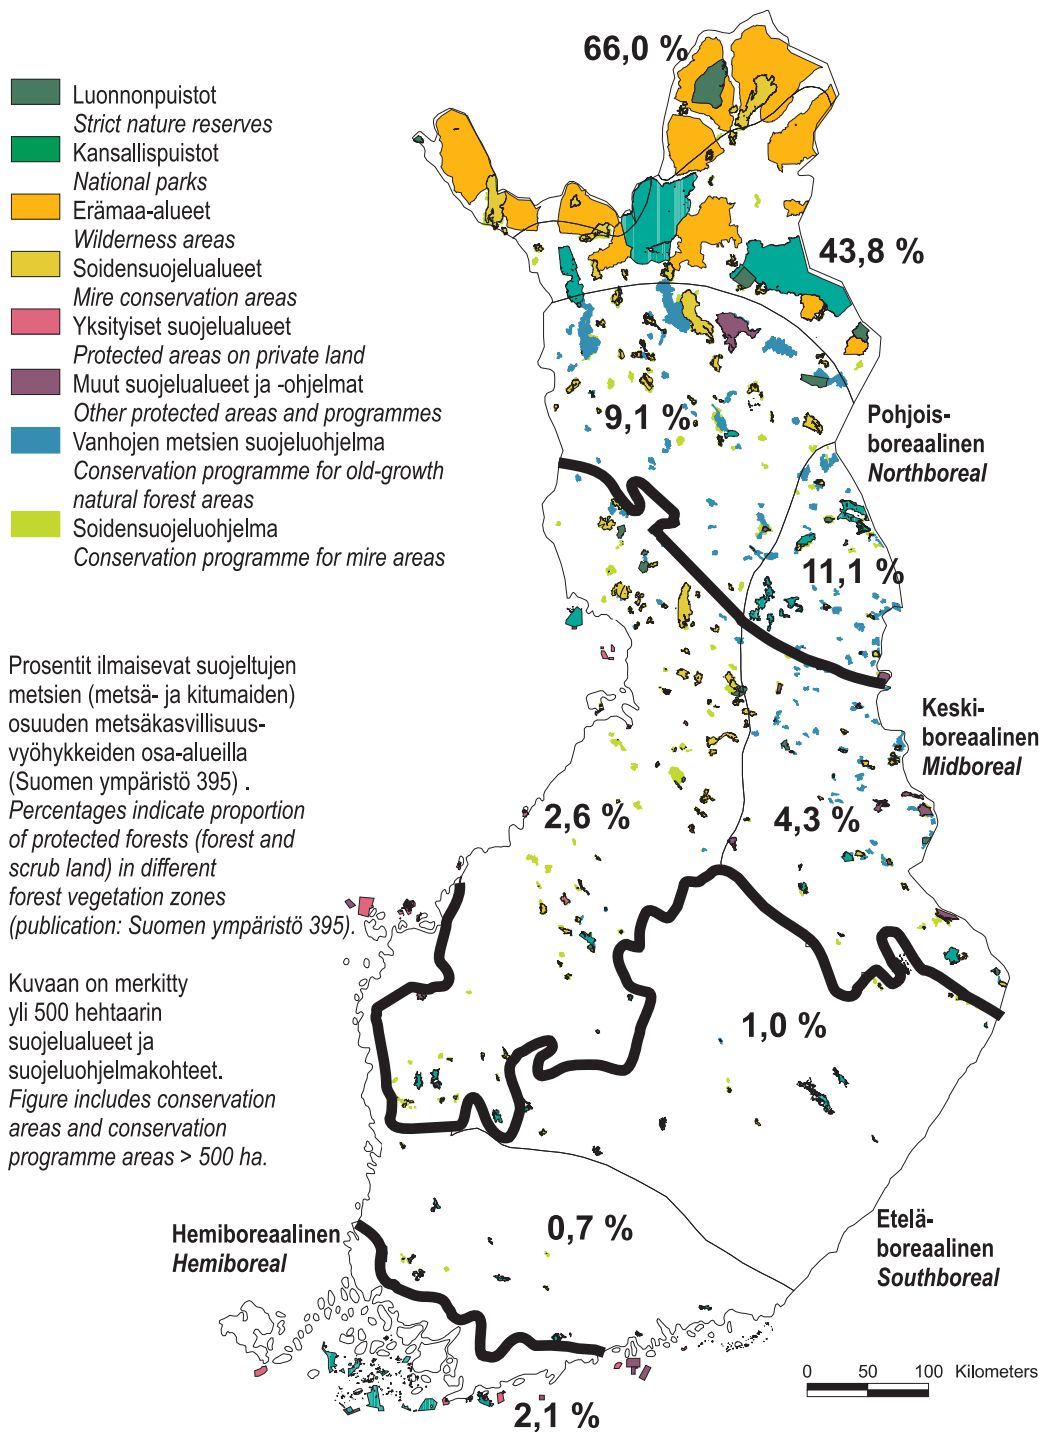 66,0 %
Luonnonpuistot
Strict nature reserves
Kansallispuistot
National parks
Erämaa-alueet
Wilderness areas
Soidensuojelualueet
Mire conservation areas
Yksityiset suojelualueet
Protected areas on private land
Muut suojelualueet ja -ohjelmat
Other protected areas and programmes
Vanhojen metsien suojeluohjelma
Conservation programme for old-growth
natural forest areas
Soidensuojeluohjelma
Conservation programme for mire areas
43,8 %
9,1 %
Pohjois-
boreaalinen
Northboreal
11,1 %
Prosentit ilmaisevat suojeltujen
metsien (metsä- ja kitumaiden)
osuuden metsäkasvillisuus-
vyöhykkeiden osa-alueilla
(Suomen ympäristö 395) .
Percentages indicate proportion
of protected forests (forest and
scrub land) in different
forest vegetation zones
(publication: Suomen ympäristö 395).
Keski-
boreaalinen
Midboreal
2,6 %
4,3 %
Kuvaan on merkitty
yli 500 hehtaarin
suojelualueet ja
suojeluohjelmakohteet.
Figure includes conservation
areas and conservation
programme areas > 500 ha.
1,0 %
0,7 %
Hemiboreaalinen
Hemiboreal
Etelä-
boreaalinen
Southboreal
0 50 100 Kilometers
2,1 %